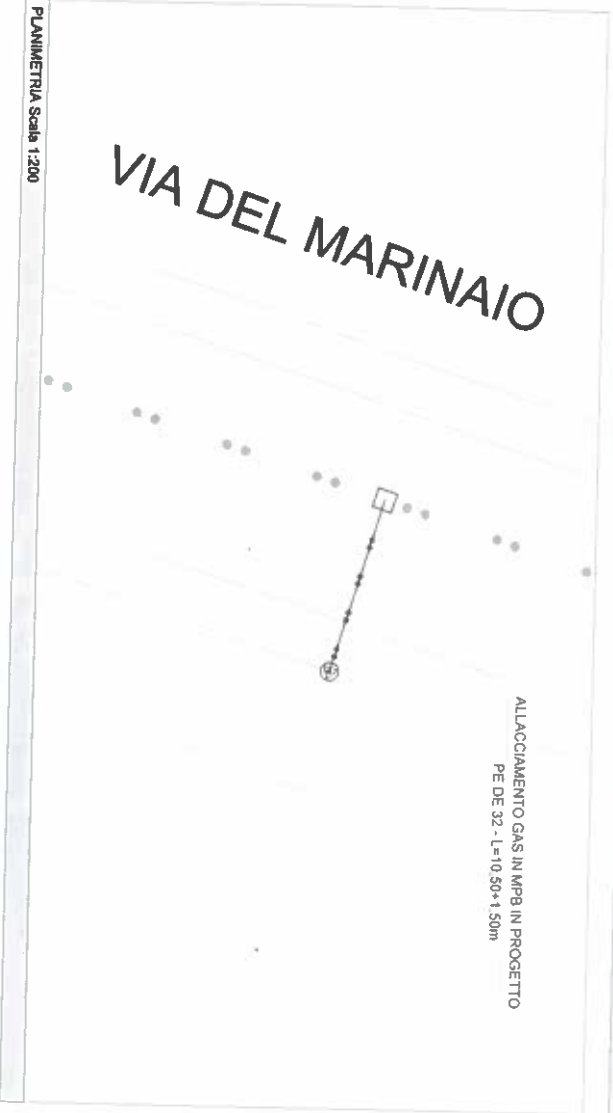 PLANIMETRIA Scala 1:200
VIA DEL MARINAIO
ALLACCIAMENTO GAS IN MPB IN PROGETTO
PE DE 32 - L=10,50+1,50m